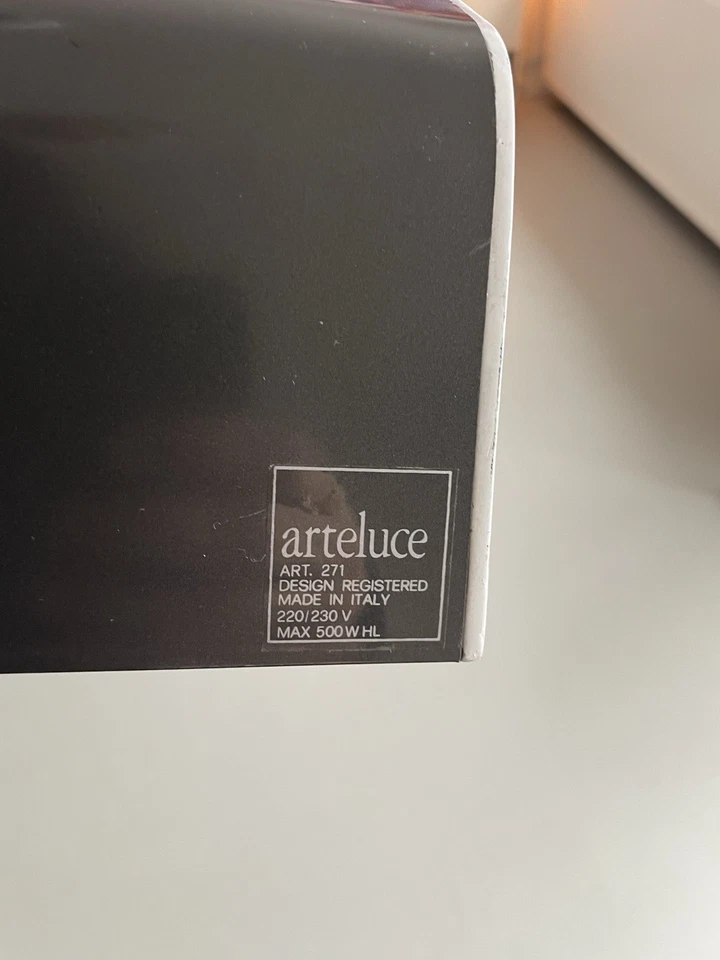 arteluce
ART. 271
DESIGN REGISTERED
MADE IN ITALY
220/230 V
MAX 500 W HL